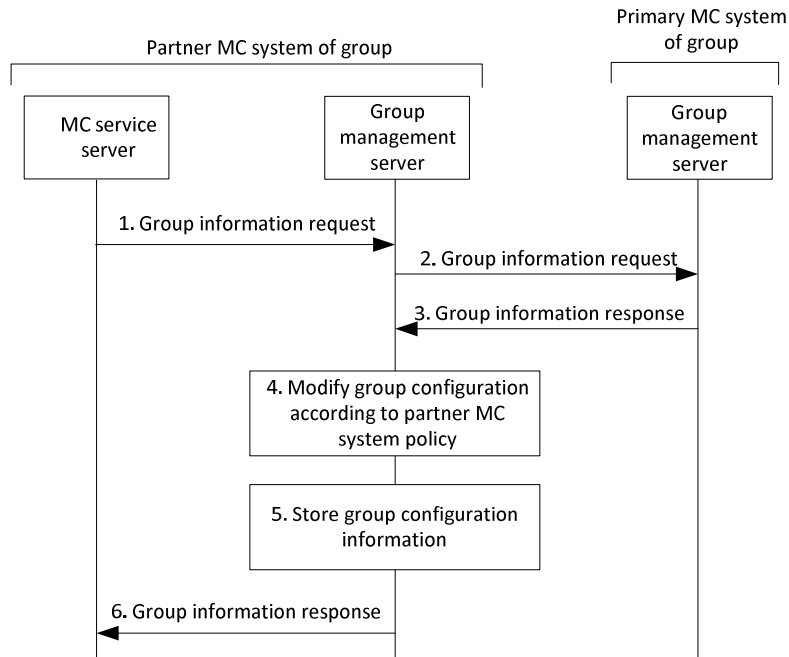 Partner MC system of group
Primary MC system
of group
MC service
server
Group
management
server
Group
management
server
1. Group information request
2. Group information request
3. Group information response
4. Modify group configuration
according to partner MC
system policy
5. Store group configuration
information
6. Group information response